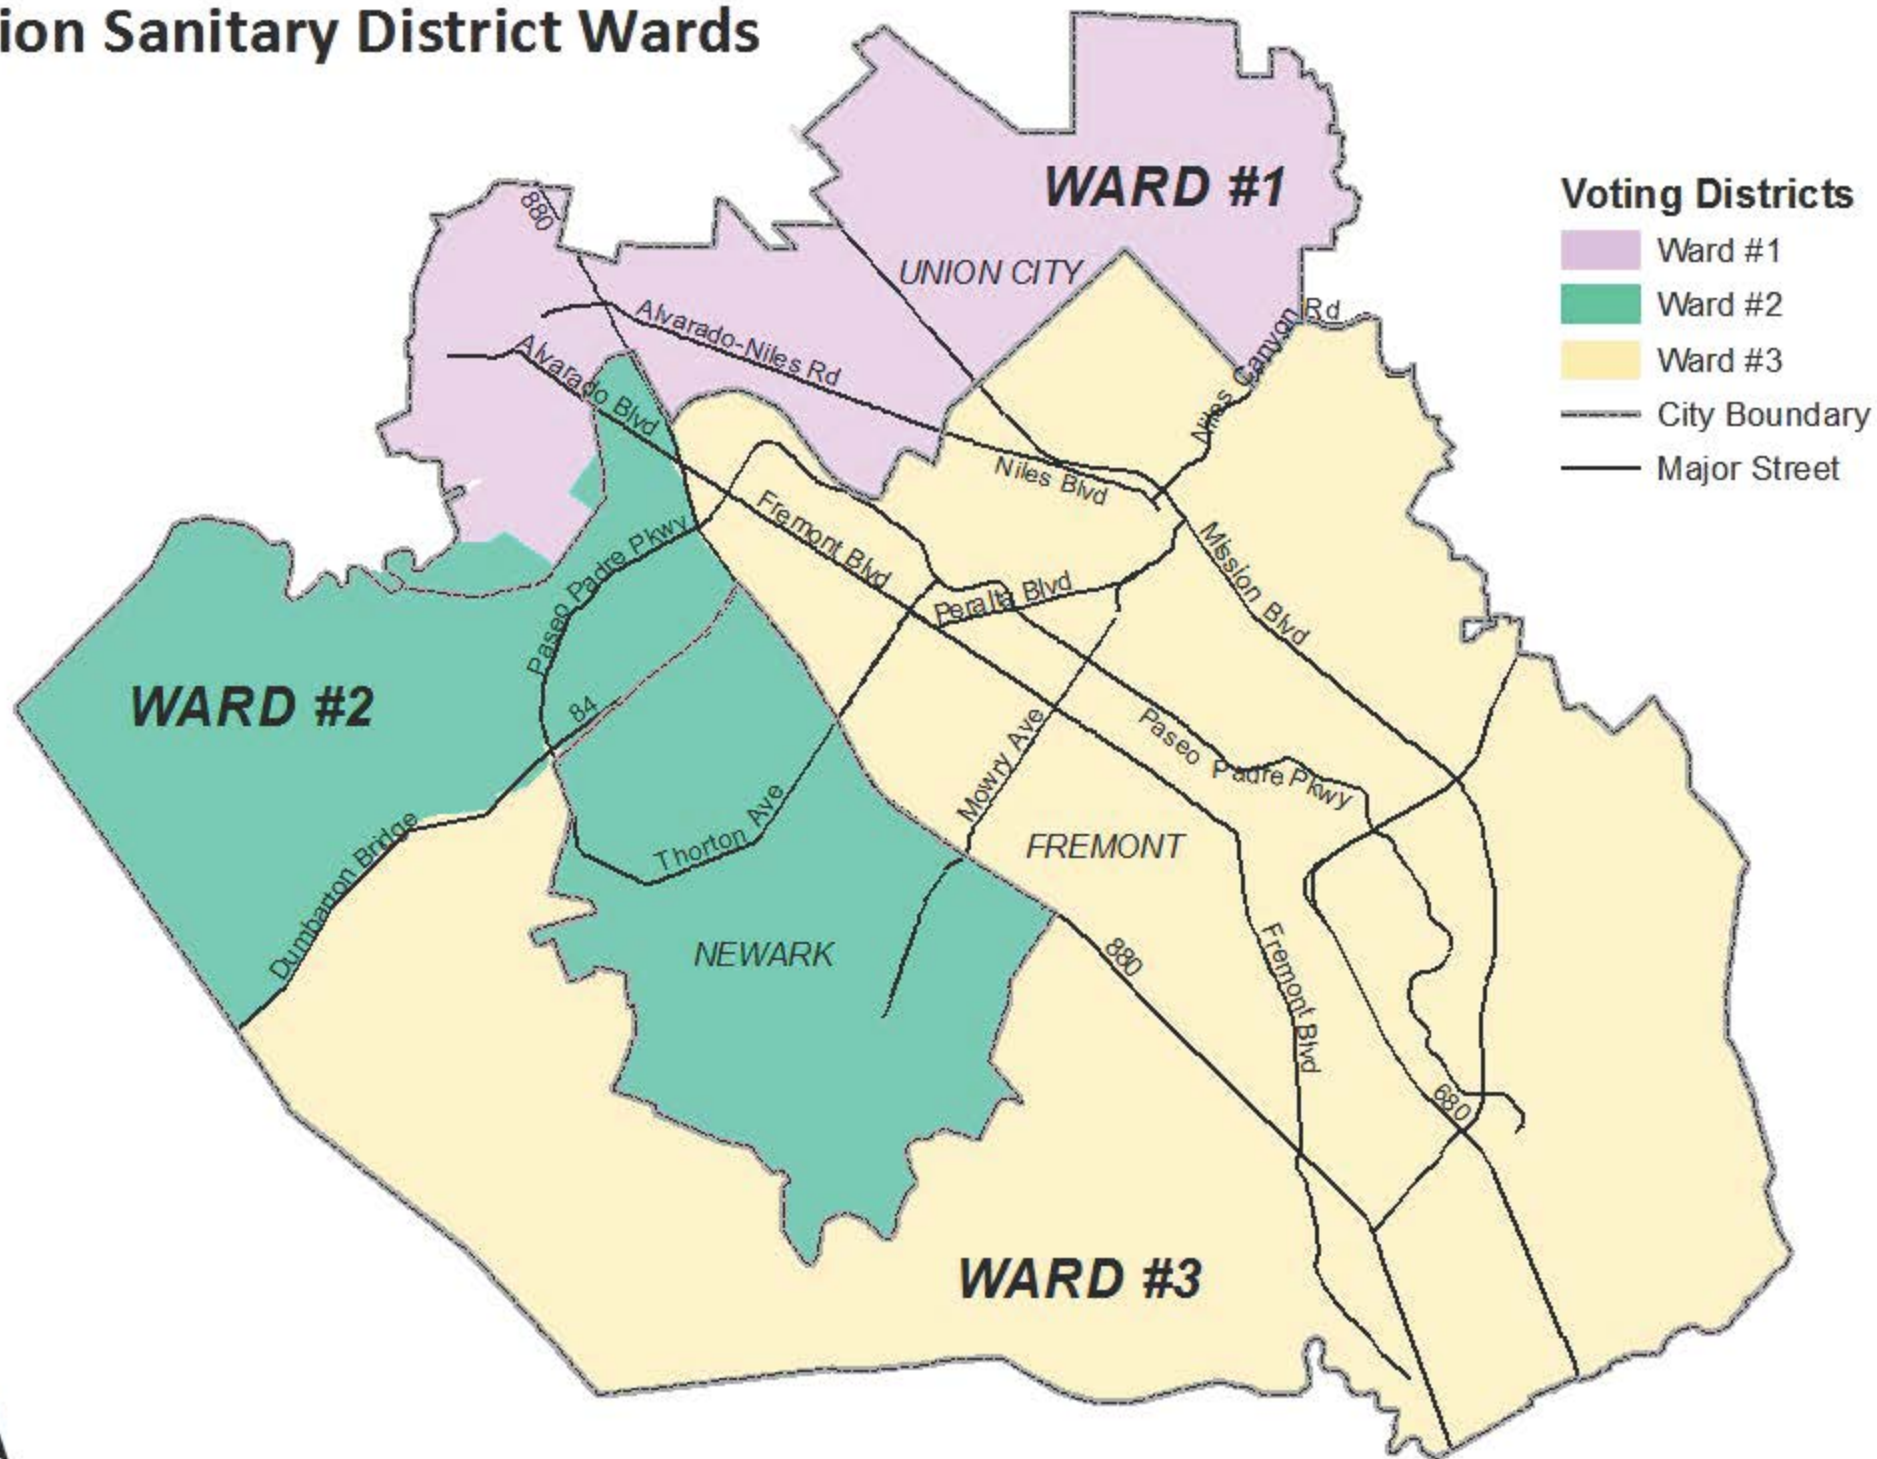 ion Sanitary District Wards
WARD #1
Voting Districts
Ward #1
Ward #2
Ward #3
City Boundary
Major Street
880
UNION CITY
Alvarado-Niles Rd
Niles Canyon Rd
Alvarado Blvd
Niles Blvd
Fremont Blvd
Paseo Padre Pkwy
Peralta Blvd
Mission Blvd
WARD #2
84
Mowry Ave
Paseo Padre Pkwy
Thorton Ave
Dumbarton Bridge
FREMONT
NEWARK
880
Fremont Blvd
680
WARD #3